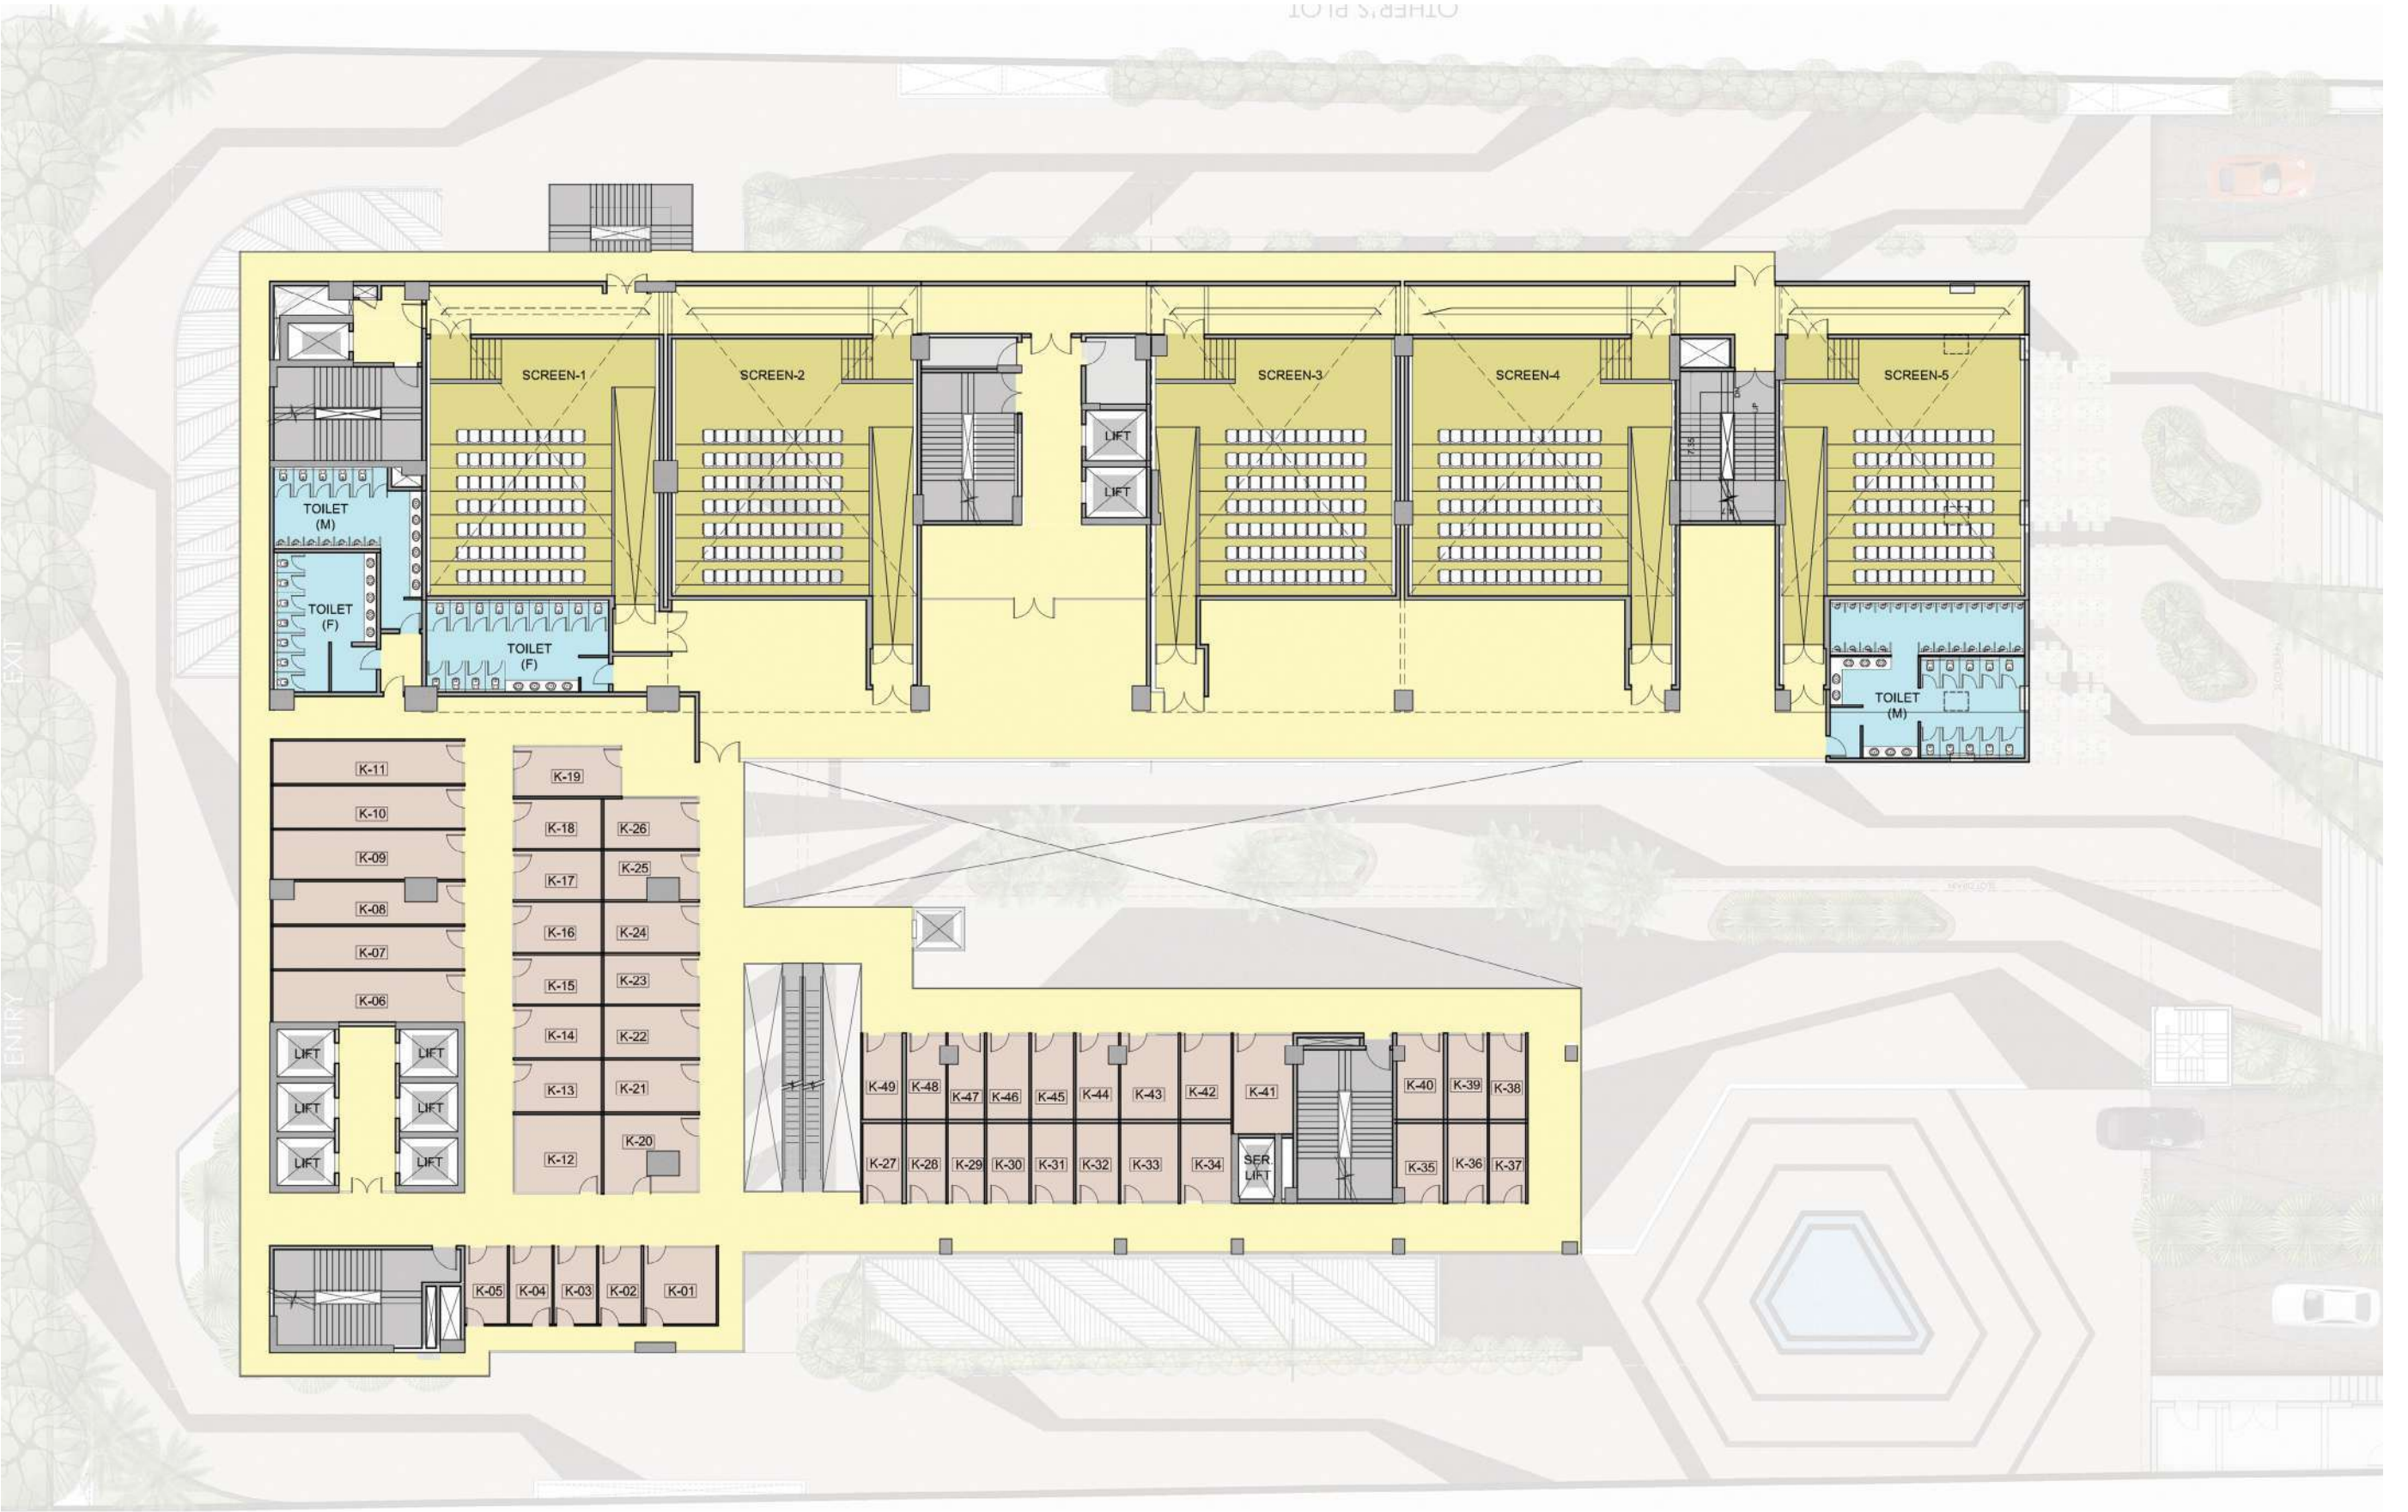 OTHER'S PLOT
SCREEN-1
SCREEN-2
SCREEN-3
SCREEN-4
SCREEN-5
LIFT
LIFT
DN
UP
7.35
TOILET
(M)
TOILET
(F)
TOILET
(F)
TOILET
(M)
EXIT
ENTRY
K-11
K-10
K-09
K-08
K-07
K-06
K-19
K-18
K-26
K-17
K-25
K-16
K-24
K-15
K-23
K-14
K-22
K-13
K-21
K-12
K-20
LIFT
LIFT
LIFT
LIFT
LIFT
LIFT
K-49
K-48
K-47
K-46
K-45
K-44
K-43
K-42
K-41
K-40
K-39
K-38
K-27
K-28
K-29
K-30
K-31
K-32
K-33
K-34
SER.
LIFT
K-35
K-36
K-37
K-05
K-04
K-03
K-02
K-01